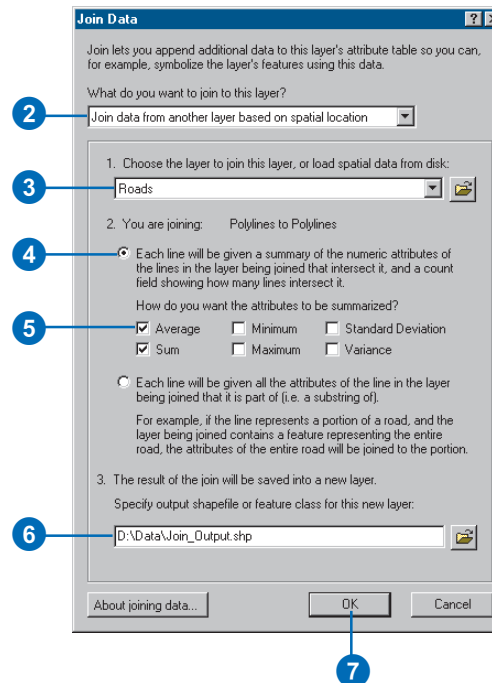 Join Data
Join lets you append additional data to this layer's attribute table so you can,
for example, symbolize the layer's features using this data.
What do you want to join to this layer?
2
Join data from another layer based on spatial location
1. Choose the layer to join this layer, or load spatial data from disk:
3
Roads
2. You are joining: Polylines to Polylines
4
Each line will be given a summary of the numeric attributes of
the lines in the layer being joined that intersect it, and a count
field showing how many lines intersect it.
How do you want the attributes to be summarized?
5
Average Minimum Standard Deviation
Sum Maximum Variance
Each line will be given all the attributes of the line in the layer
being joined that it is part of (i.e. a substring of).
For example, if the line represents a portion of a road, and the
layer being joined contains a feature representing the entire
road, the attributes of the entire road will be joined to the portion.
3. The result of the join will be saved into a new layer.
Specify output shapefile or feature class for this new layer:
6
D:\Data\Join_Output.shp
About joining data... OK Cancel
7